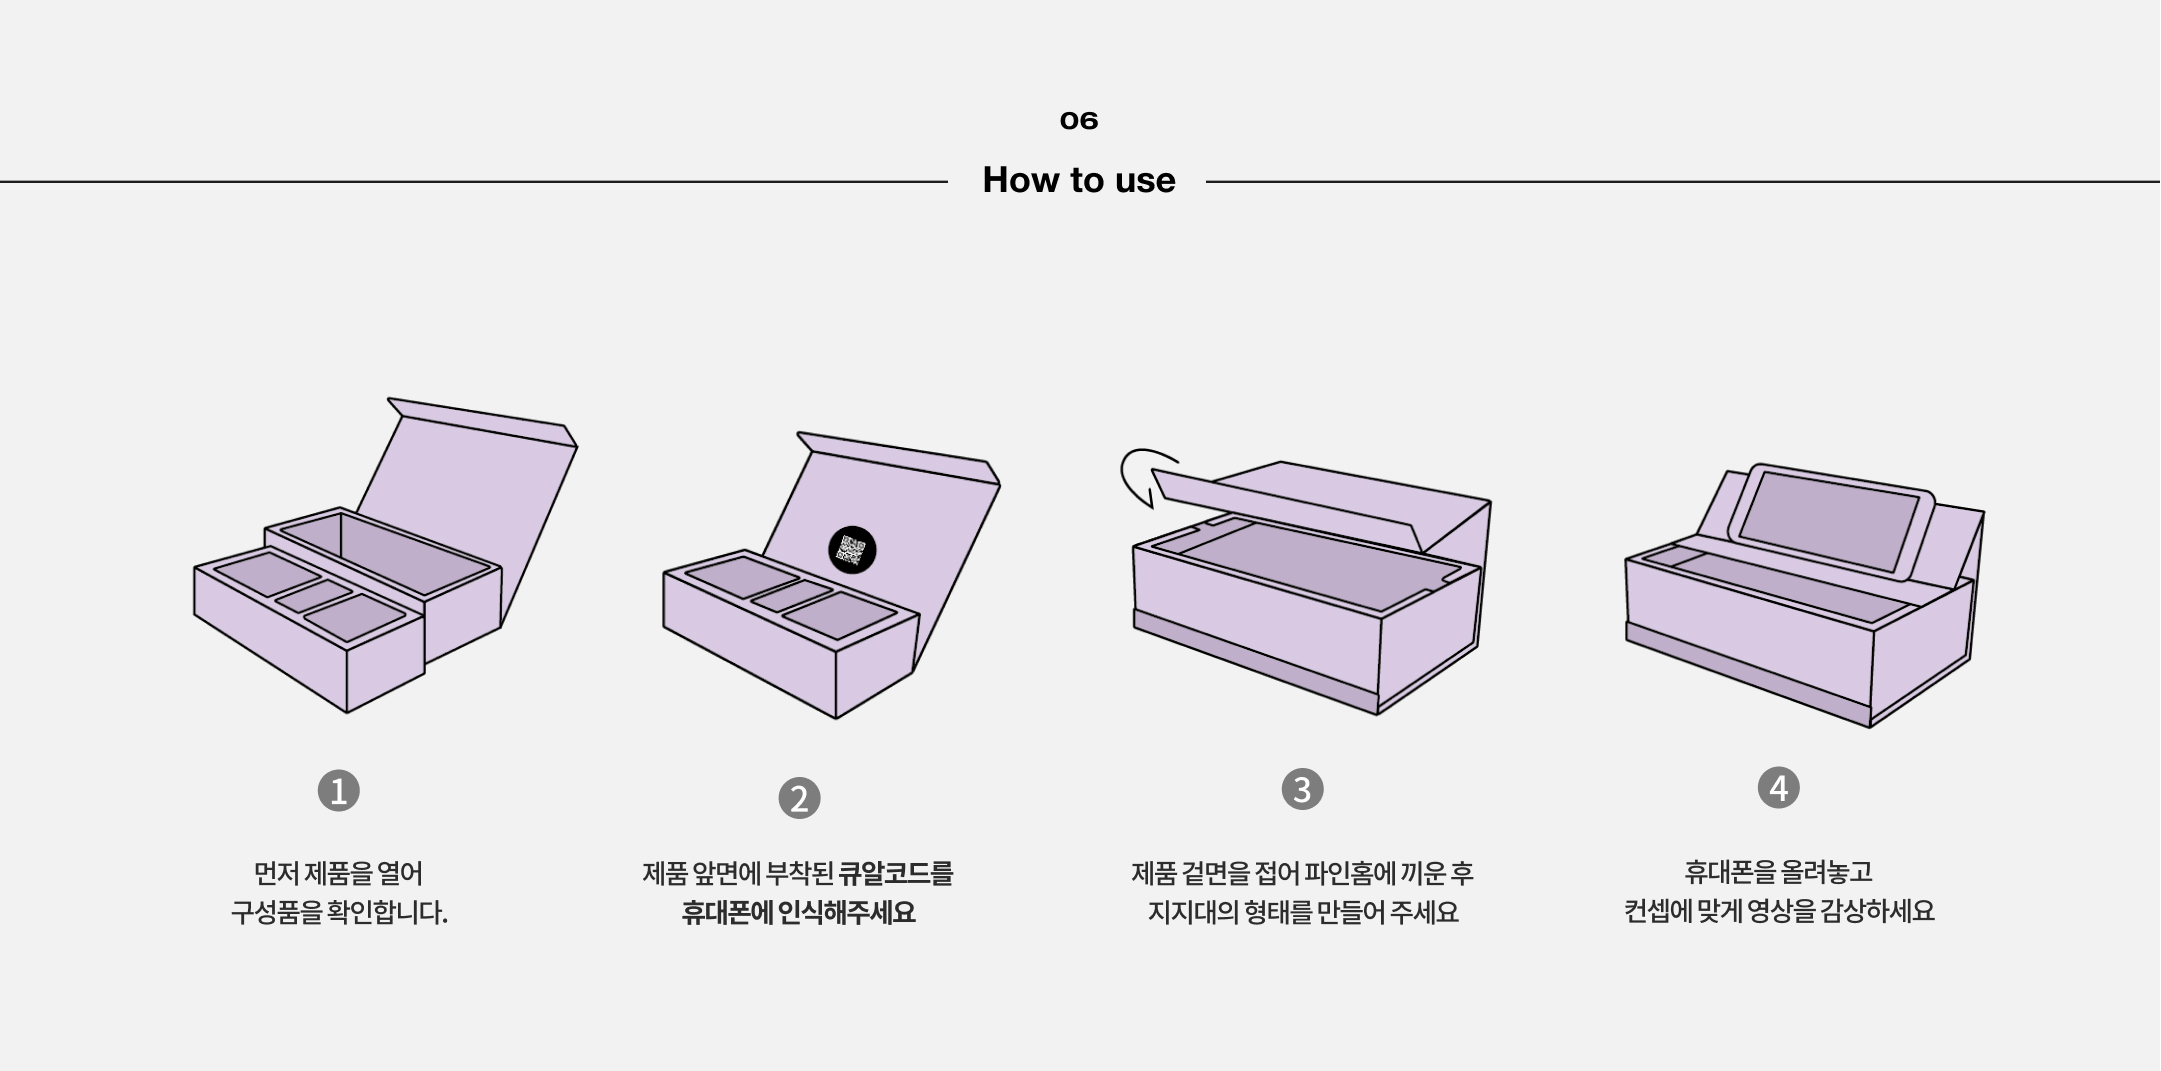 06
How to use
1
먼저 제품을 열어
구성품을 확인합니다.
2
제품 앞면에 부착된 큐알코드를
휴대폰에 인식해주세요
3
제품 겉면을 접어 파인홈에 끼운 후
지지대의 형태를 만들어 주세요
4
휴대폰을 올려놓고
컨셉에 맞게 영상을 감상하세요